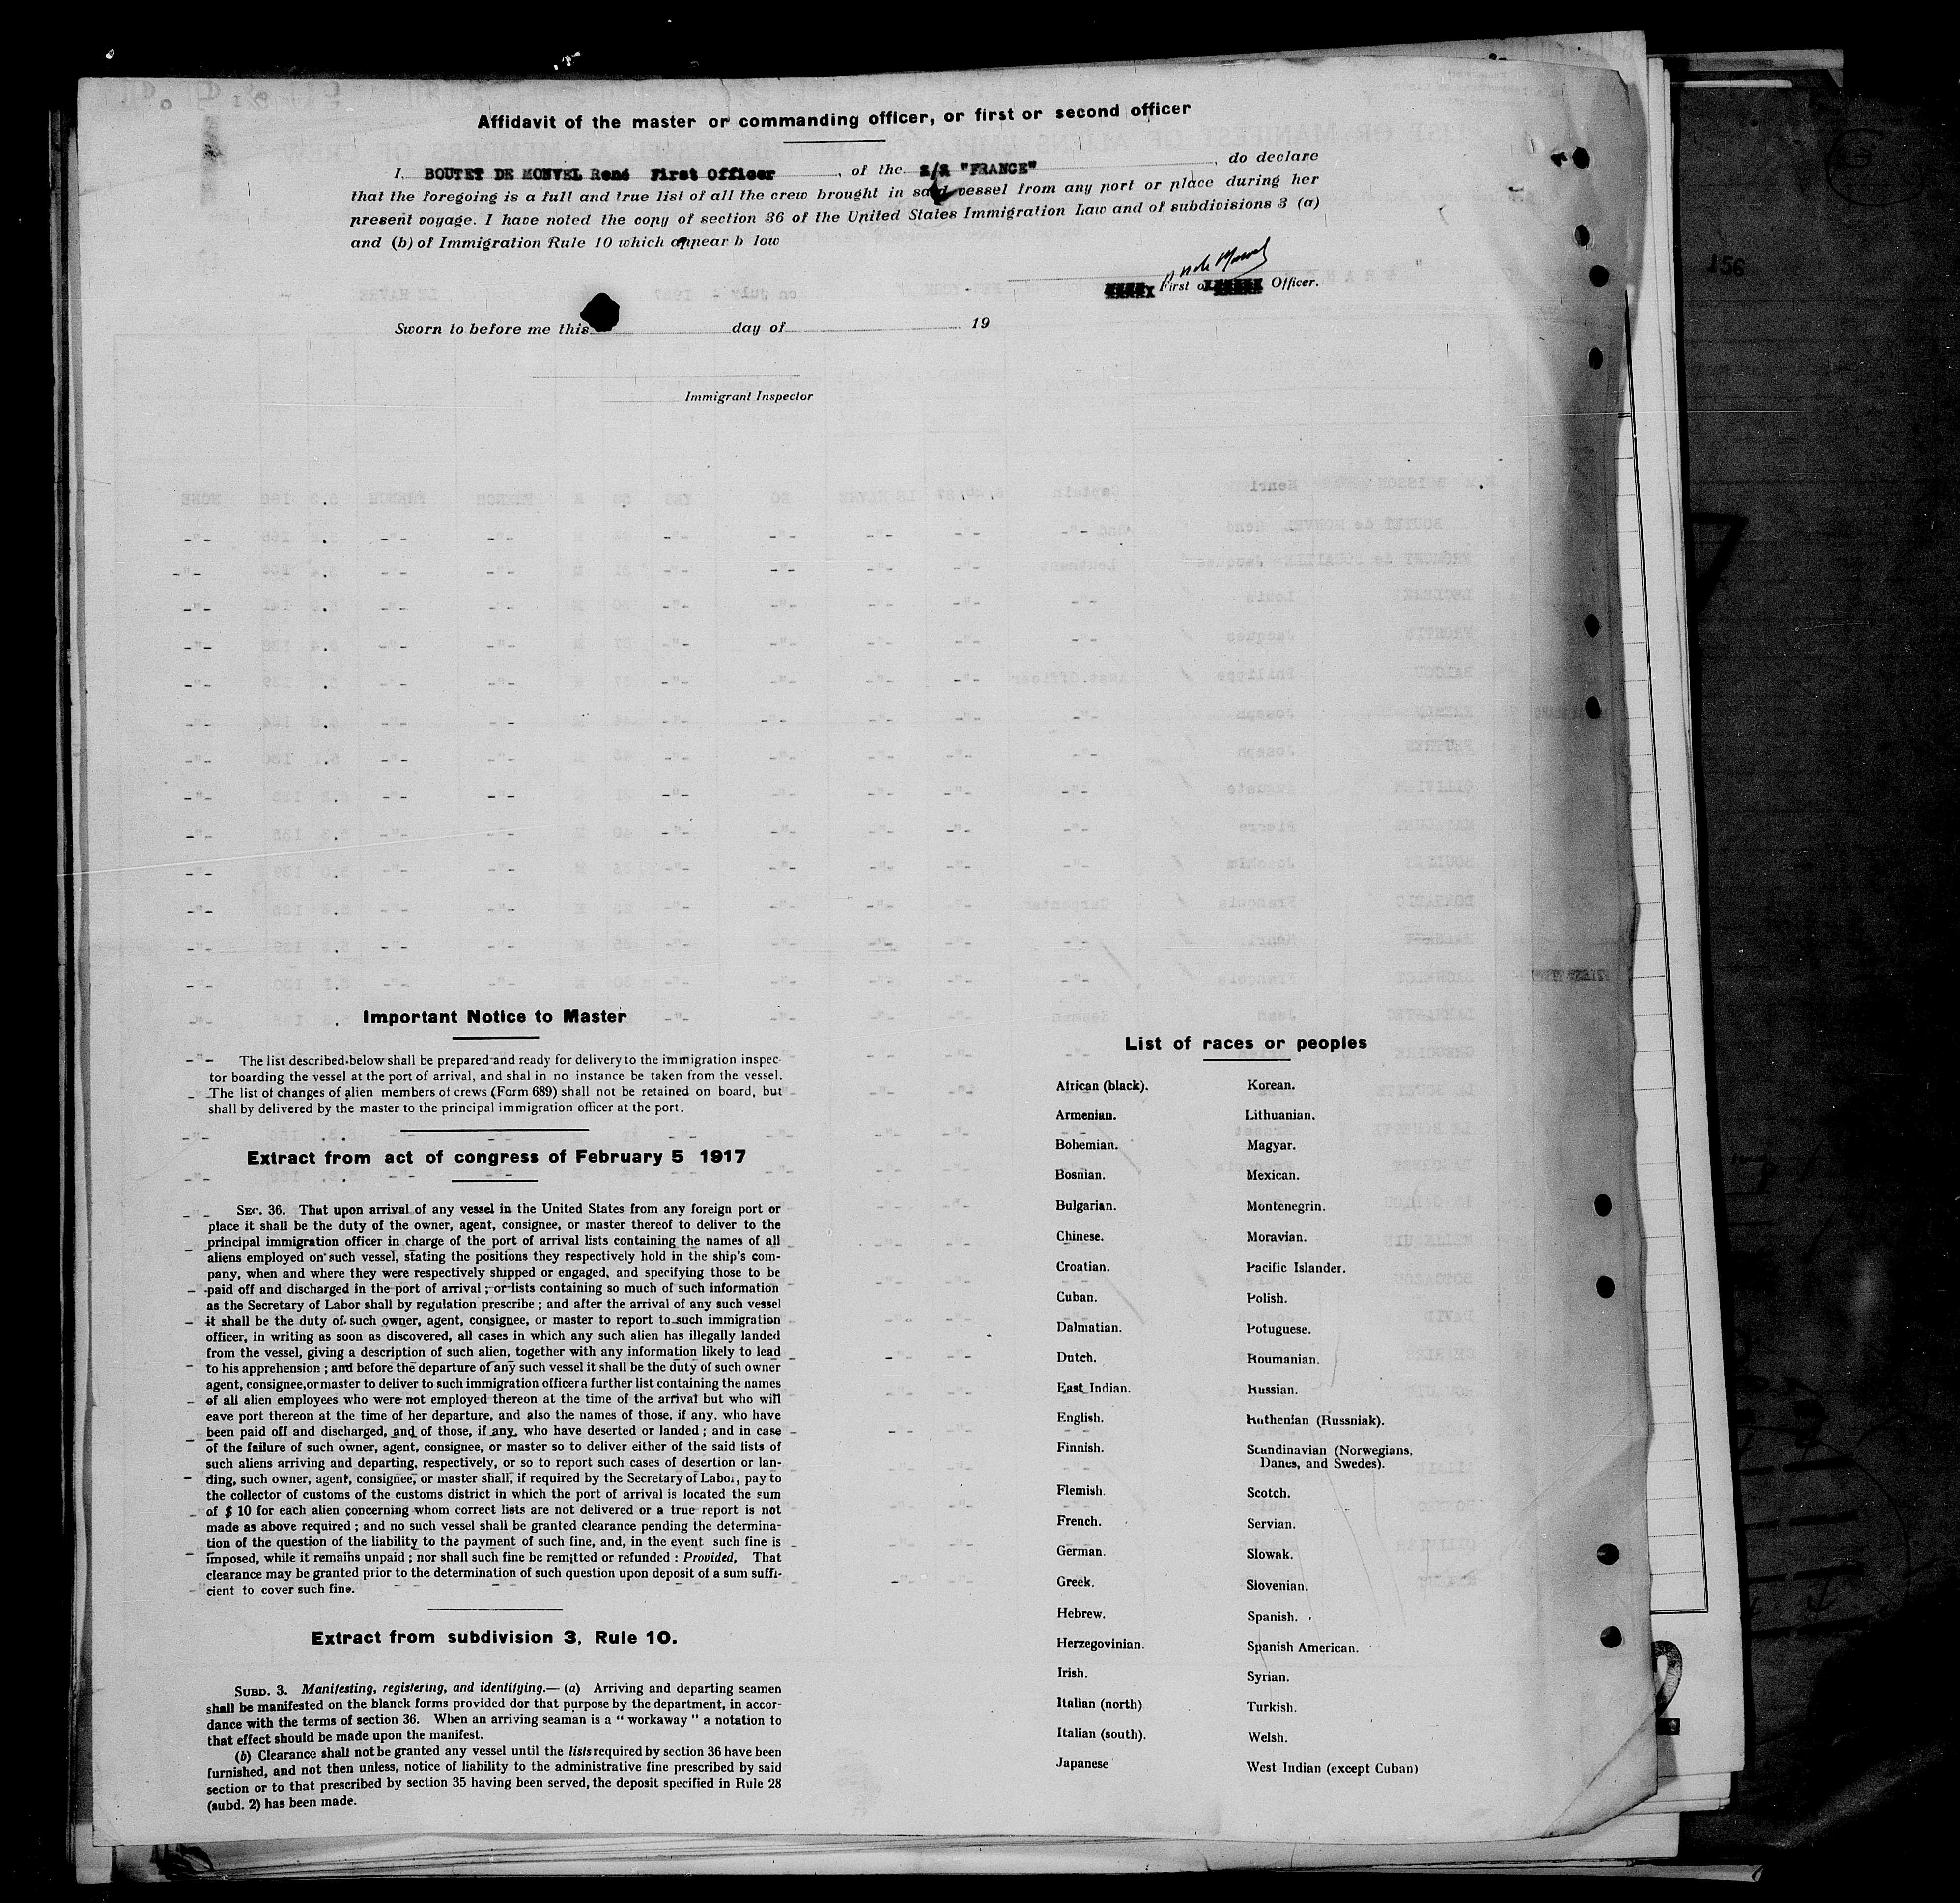 Affidavit of the master or commanding officer, or first or second officer
I, BOUTET DE MONVEL René First Officer, of the s/s "FRANCE", do declare
that the foregoing is a full and true list of all the crew brought in said vessel from any port or place during her
present voyage. I have noted the copy of section 36 of the United States Immigration Law and of subdivisions 3 (a)
and (b) of Immigration Rule 10 which appear b low
First o Officer.
Sworn to before me this day of 19
Immigrant Inspector
156
Important Notice to Master
The list described below shall be prepared and ready for delivery to the immigration inspec-
tor boarding the vessel at the port of arrival, and shal in no instance be taken from the vessel.
The list of changes of alien members of crews (Form 689) shall not be retained on board, but
shall by delivered by the master to the principal immigration officer at the port.
Extract from act of congress of February 5 1917
SEC. 36. That upon arrival of any vessel in the United States from any foreign port or
place it shall be the duty of the owner, agent, consignee, or master thereof to deliver to the
principal immigration officer in charge of the port of arrival lists containing the names of all
aliens employed on such vessel, stating the positions they respectively hold in the ship's com-
pany, when and where they were respectively shipped or engaged, and specifying those to be
paid off and discharged in the port of arrival ; or lists containing so much of such information
as the Secretary of Labor shall by regulation prescribe ; and after the arrival of any such vessel
it shall be the duty of such owner, agent, consignee, or master to report to such immigration
officer, in writing as soon as discovered, all cases in which any such alien has illegally landed
from the vessel, giving a description of such alien, together with any information likely to lead
to his apprehension ; and before the departure of any such vessel it shall be the duty of such owner
agent, consignee, or master to deliver to such immigration officer a further list containing the names
of all alien employees who were not employed thereon at the time of the arrival but who will
eave port thereon at the time of her departure, and also the names of those, if any, who have
been paid off and discharged, and of those, if any, who have deserted or landed ; and in case
of the failure of such owner, agent, consignee, or master so to deliver either of the said lists of
such aliens arriving and departing, respectively, or so to report such cases of desertion or lan-
ding, such owner, agent, consignee, or master shall, if required by the Secretary of Labor, pay to
the collector of customs of the customs district in which the port of arrival is located the sum
of $ 10 for each alien concerning whom correct lists are not delivered or a true report is not
made as above required ; and no such vessel shall be granted clearance pending the determina-
tion of the question of the liability to the payment of such fine, and, in the event such fine is
imposed, while it remains unpaid ; nor shall such fine be remitted or refunded : Provided, That
clearance may be granted prior to the determination of such question upon deposit of a sum suffi-
cient to cover such fine.
Extract from subdivision 3, Rule 10.
SUBD. 3. Manifesting, registering, and identifying.— (a) Arriving and departing seamen
shall be manifested on the blanck forms provided dor that purpose by the department, in accor-
dance with the terms of section 36. When an arriving seaman is a " workaway " a notation to
that effect should be made upon the manifest.
(b) Clearance shall not be granted any vessel until the lists required by section 36 have been
furnished, and not then unless, notice of liability to the administrative fine prescribed by said
section or to that prescribed by section 35 having been served, the deposit specified in Rule 28
(subd. 2) has been made.
List of races or peoples
African (black).
Armenian.
Bohemian.
Bosnian.
Bulgarian.
Chinese.
Croatian.
Cuban.
Dalmatian.
Dutch.
East Indian.
English.
Finnish.
Flemish
French.
German.
Greek.
Hebrew.
Herzegovinian.
Irish.
Italian (north)
Italian (south).
Japanese
Korean.
Lithuanian.
Magyar.
Mexican.
Montenegrin.
Moravian.
Pacific Islander.
Polish.
Potuguese.
Roumanian.
Russian.
Ruthenian (Russniak).
Scandinavian (Norwegians,
Danes, and Swedes).
Scotch.
Servian.
Slowak.
Slovenian.
Spanish.
Spanish American.
Syrian.
Turkish.
Welsh.
West Indian (except Cuban)
2